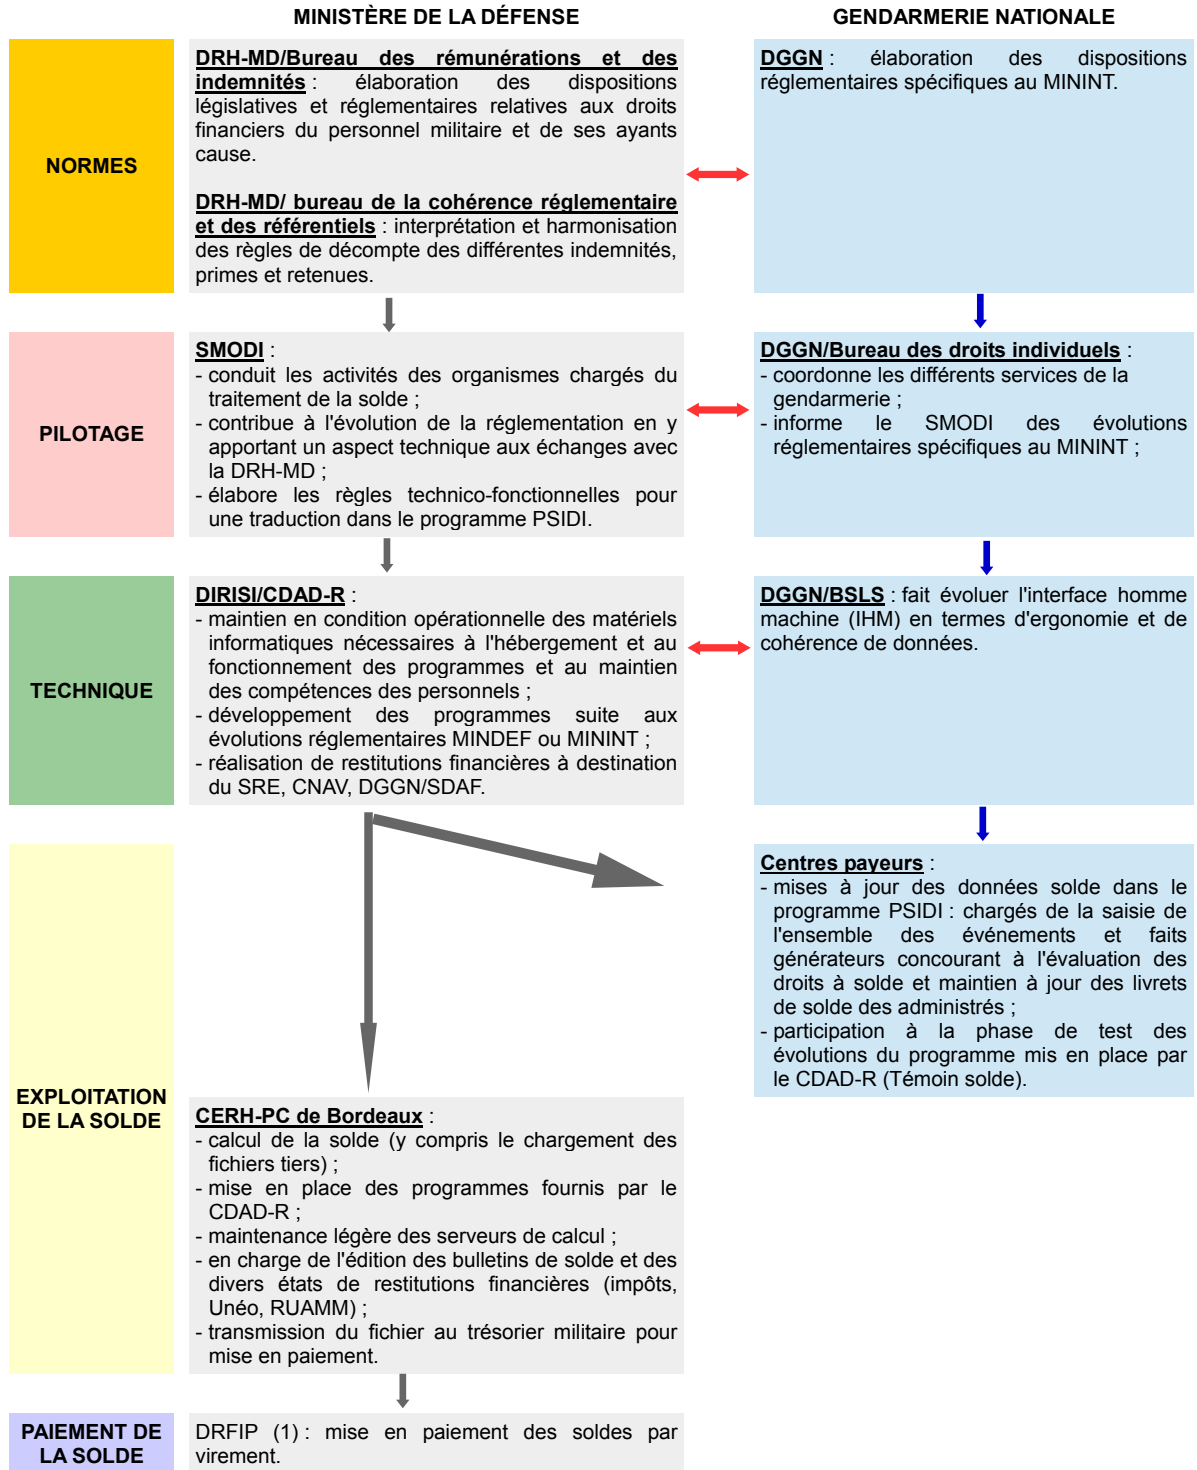 MINISTÈRE DE LA DÉFENSE
GENDARMERIE NATIONALE
NORMES
DRH-MD/Bureau des rémunérations et des
indemnités : élaboration des dispositions
législatives et réglementaires relatives aux droits
financiers du personnel militaire et de ses ayants
cause.
DRH-MD/ bureau de la cohérence réglementaire
et des référentiels : interprétation et harmonisation
des règles de décompte des différentes indemnités,
primes et retenues.
DGGN : élaboration des dispositions
réglementaires spécifiques au MININT.
PILOTAGE
SMODI :
- conduit les activités des organismes chargés du
traitement de la solde ;
- contribue à l'évolution de la réglementation en y
apportant un aspect technique aux échanges avec
la DRH-MD ;
- élabore les règles technico-fonctionnelles pour
une traduction dans le programme PSIDI.
DGGN/Bureau des droits individuels :
- coordonne les différents services de la
gendarmerie ;
- informe le SMODI des évolutions
réglementaires spécifiques au MININT ;
TECHNIQUE
DIRISI/CDAD-R :
- maintien en condition opérationnelle des matériels
informatiques nécessaires à l'hébergement et au
fonctionnement des programmes et au maintien
des compétences des personnels ;
- développement des programmes suite aux
évolutions réglementaires MINDEF ou MININT ;
- réalisation de restitutions financières à destination
du SRE, CNAV, DGGN/SDAF.
DGGN/BSLS : fait évoluer l'interface homme
machine (IHM) en termes d'ergonomie et de
cohérence de données.
EXPLOITATION
DE LA SOLDE
Centres payeurs :
- mises à jour des données solde dans le
programme PSIDI : chargés de la saisie de
l'ensemble des événements et faits
générateurs concourant à l'évaluation des
droits à solde et maintien à jour des livrets
de solde des administrés ;
- participation à la phase de test des
évolutions du programme mis en place par
le CDAD-R (Témoin solde).
CERH-PC de Bordeaux :
- calcul de la solde (y compris le chargement des
fichiers tiers) ;
- mise en place des programmes fournis par le
CDAD-R ;
- maintenance légère des serveurs de calcul ;
- en charge de l'édition des bulletins de solde et des
divers états de restitutions financières (impôts,
Unéo, RUAMM) ;
- transmission du fichier au trésorier militaire pour
mise en paiement.
PAIEMENT DE
LA SOLDE
DRFIP (1) : mise en paiement des soldes par
virement.